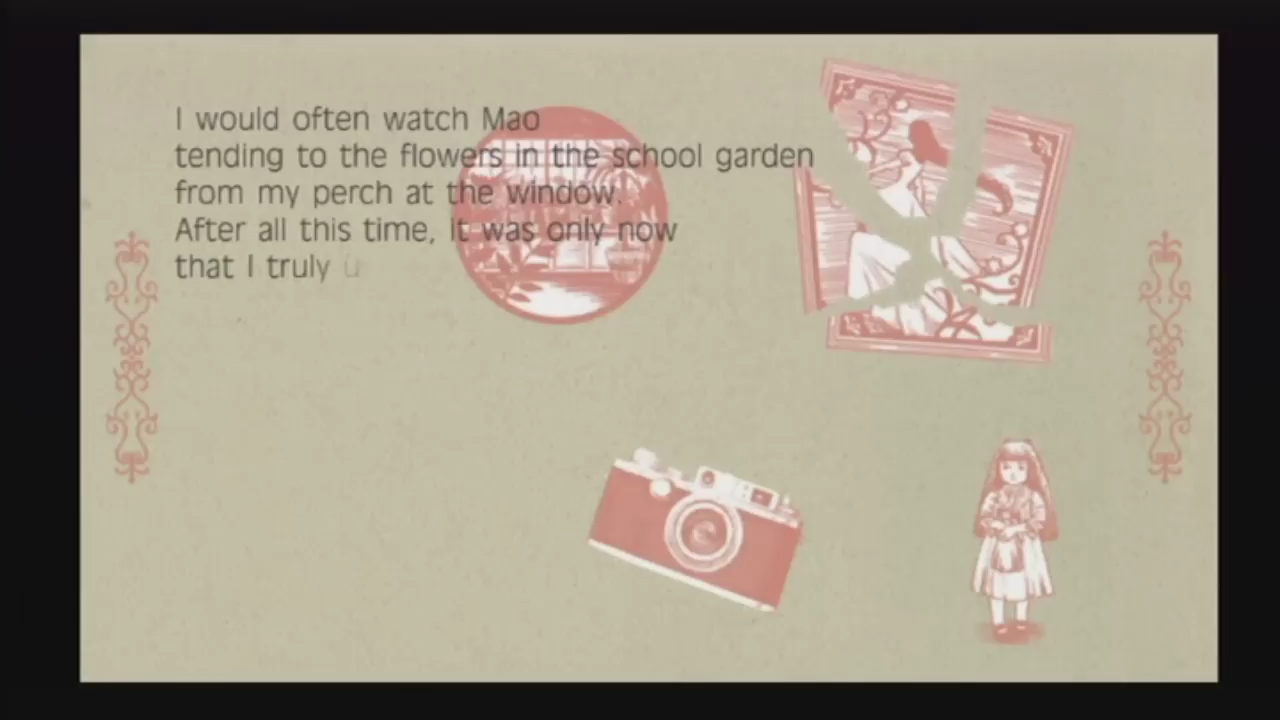 I would often watch Mao
tending to the flowers in the school garden
from my perch at the window.
After all this time, it was only now
that I truly u